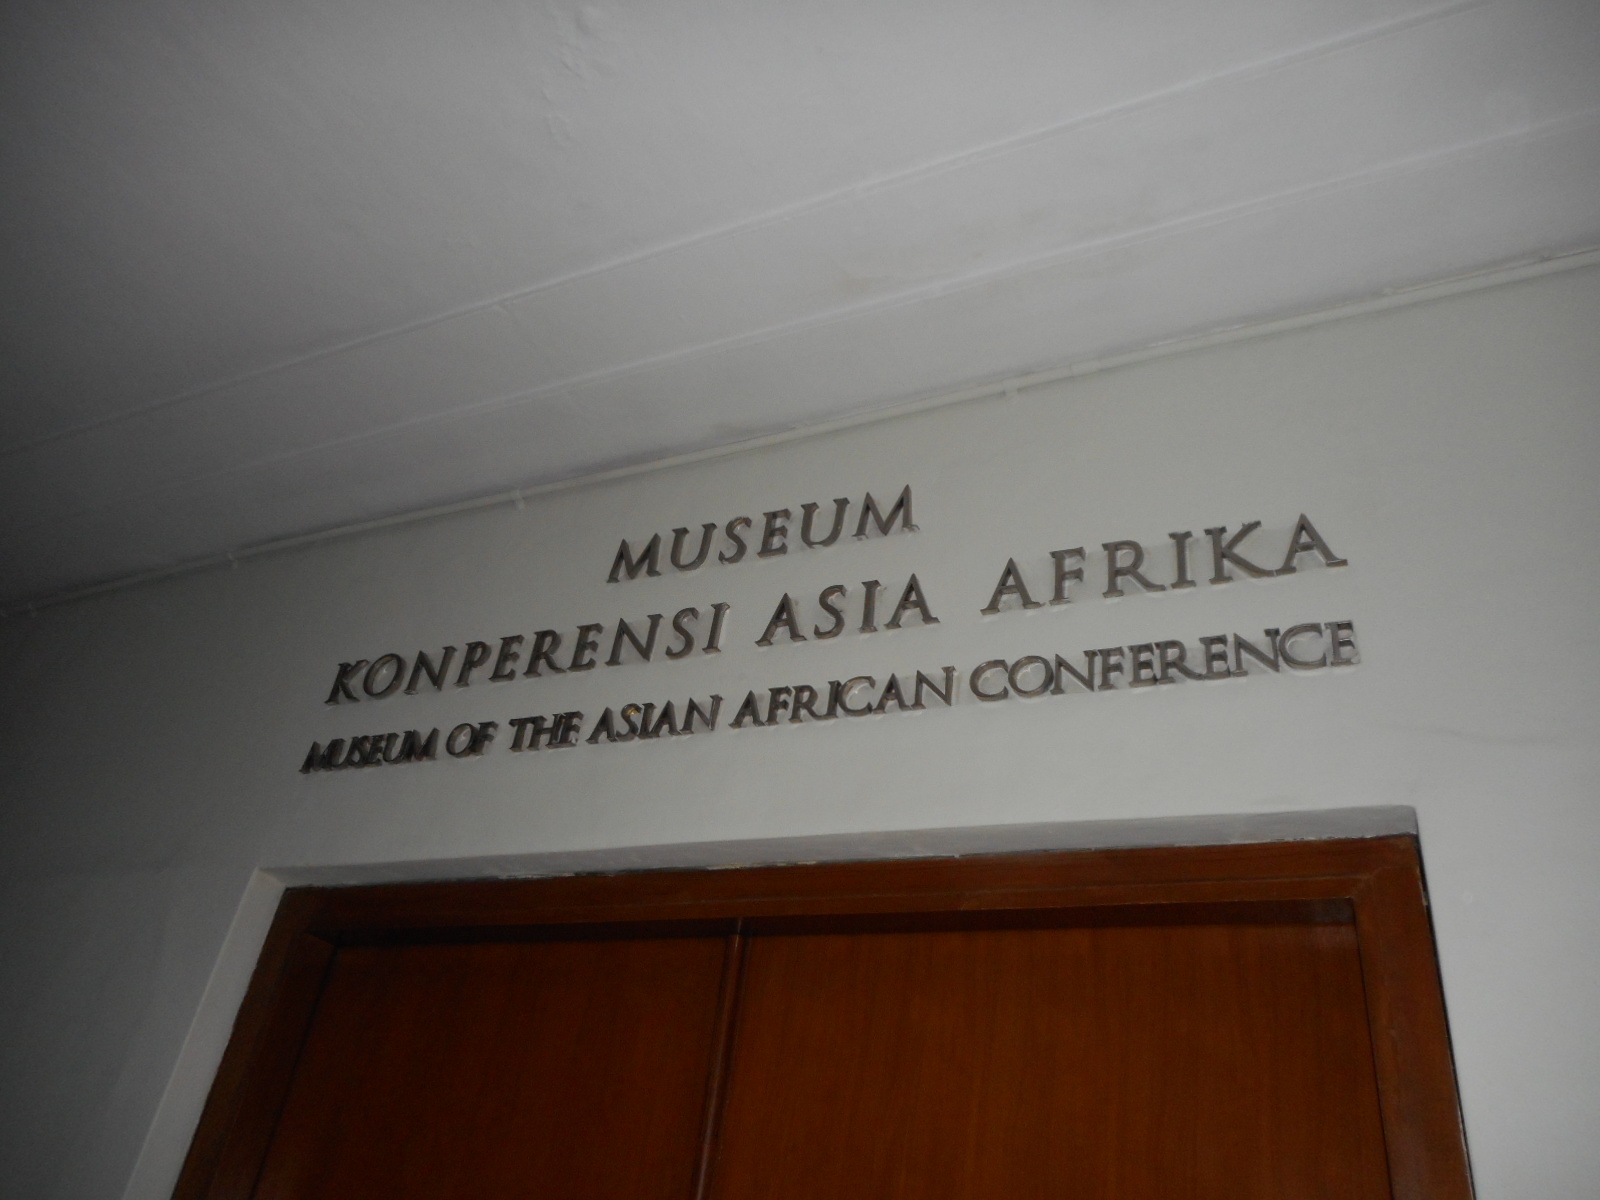 MUSEUM
KONPERENSI ASIA AFRIKA
MUSEUM OF THE ASIAN AFRICAN CONFERENCE